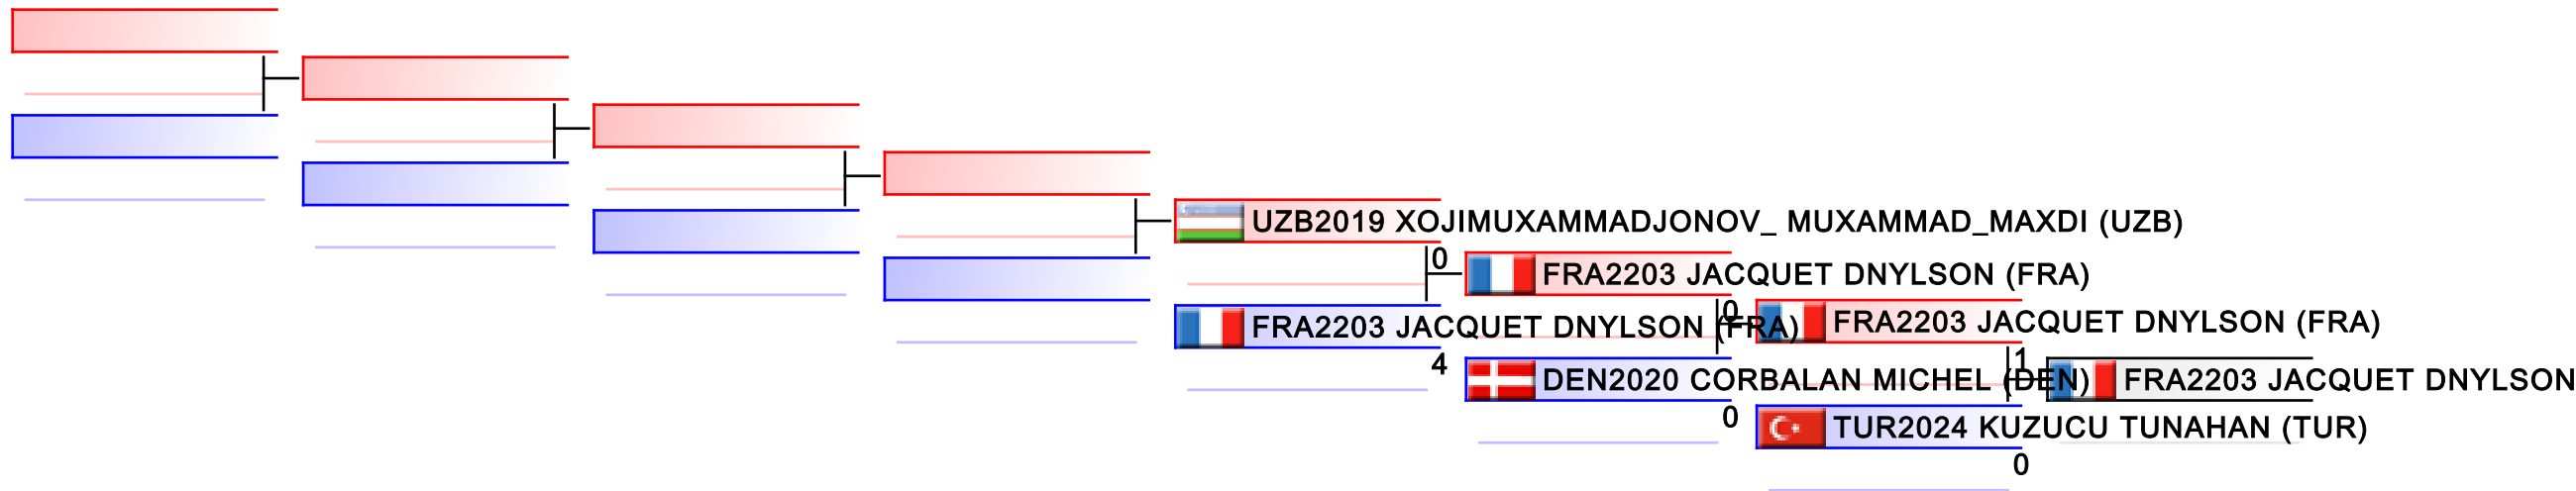 UZB2019 XOJIMUXAMMADJONOV_ MUXAMMAD_MAXDI (UZB)
0
FRA2203 JACQUET DNYLSON (FRA)
0
FRA2203 JACQUET DNYLSON (FRA)
FRA2203 JACQUET DNYLSON (FRA)
4
1
DEN2020 CORBALAN MICHEL (DEN)
FRA2203 JACQUET DNYLSON
0
TUR2024 KUZUCU TUNAHAN (TUR)
0